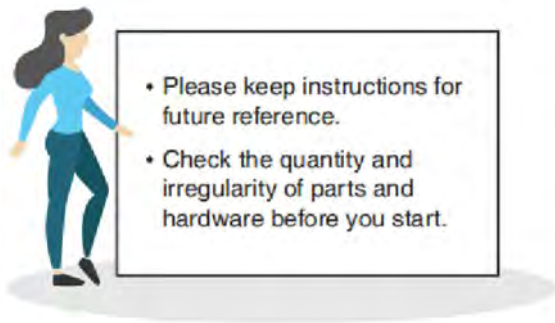 • Please keep instructions for
future reference.
• Check the quantity and
irregularity of parts and
hardware before you start.